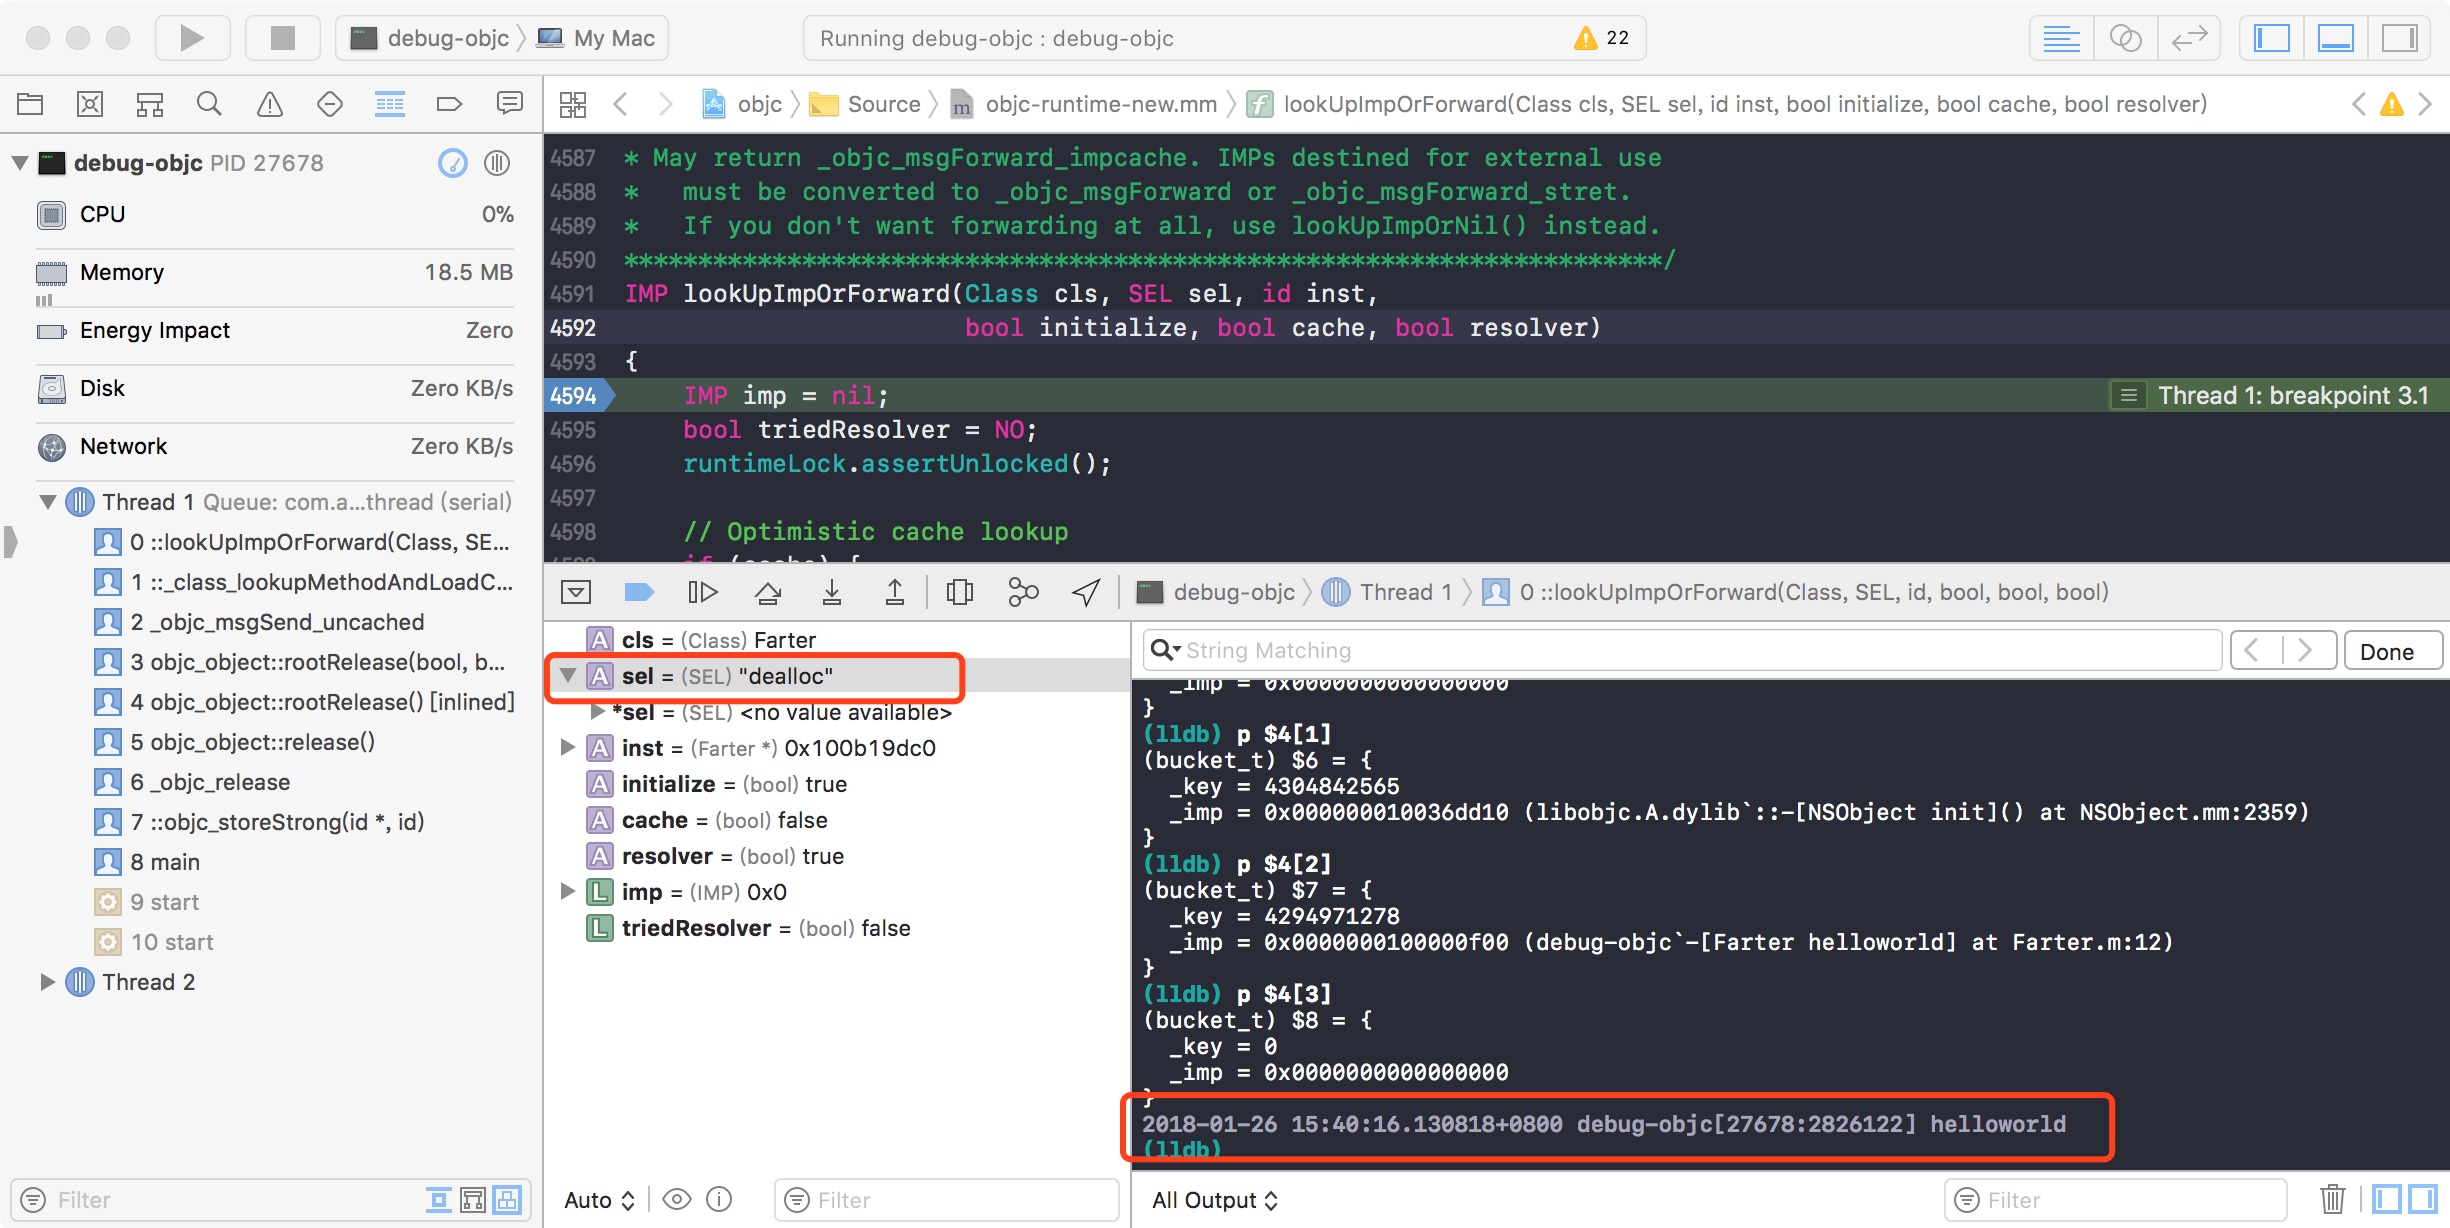 debug-objc 〉 My Mac
Running debug-objc : debug-objc
22
objc 〉 Source 〉 objc-runtime-new.mm 〉 lookUpImpOrForward(Class cls, SEL sel, id inst, bool initialize, bool cache, bool resolver)
debug-objc PID 27678
CPU 0%
Memory 18.5 MB
Energy Impact Zero
Disk Zero KB/s
Network Zero KB/s
Thread 1 Queue: com.a...thread (serial)
0 ::lookUpImpOrForward(Class, SE...
1 ::_class_lookupMethodAndLoadC...
2 _objc_msgSend_uncached
3 objc_object::rootRelease(bool, b...
4 objc_object::rootRelease() [inlined]
5 objc_object::release()
6 _objc_release
7 ::objc_storeStrong(id *, id)
8 main
9 start
10 start
Thread 2
Filter
4587 * May return _objc_msgForward_impcache. IMPs destined for external use
4588 *   must be converted to _objc_msgForward or _objc_msgForward_stret.
4589 *   If you don't want forwarding at all, use lookUpImpOrNil() instead.
4590 **********************************************************************/
4591 IMP lookUpImpOrForward(Class cls, SEL sel, id inst,
4592                        bool initialize, bool cache, bool resolver)
4593 {
4594     IMP imp = nil;
Thread 1: breakpoint 3.1
4595     bool triedResolver = NO;
4596     runtimeLock.assertUnlocked();
4597
4598     // Optimistic cache lookup
debug-objc 〉 Thread 1 〉 0 ::lookUpImpOrForward(Class, SEL, id, bool, bool, bool)
A cls = (Class) Farter
A sel = (SEL) "dealloc"
*sel = (SEL) <no value available>
A inst = (Farter *) 0x100b19dc0
A initialize = (bool) true
A cache = (bool) false
A resolver = (bool) true
L imp = (IMP) 0x0
L triedResolver = (bool) false
Auto
Filter
String Matching
Done
_imp = 0x0000000000000000
}
(lldb) p $4[1]
(bucket_t) $6 = {
  _key = 4304842565
  _imp = 0x000000010036dd10 (libobjc.A.dylib`::-[NSObject init]() at NSObject.mm:2359)
}
(lldb) p $4[2]
(bucket_t) $7 = {
  _key = 4294971278
  _imp = 0x0000000100000f00 (debug-objc`-[Farter helloworld] at Farter.m:12)
}
(lldb) p $4[3]
(bucket_t) $8 = {
  _key = 0
  _imp = 0x0000000000000000
}
2018-01-26 15:40:16.130818+0800 debug-objc[27678:2826122] helloworld
(lldb)
All Output
Filter